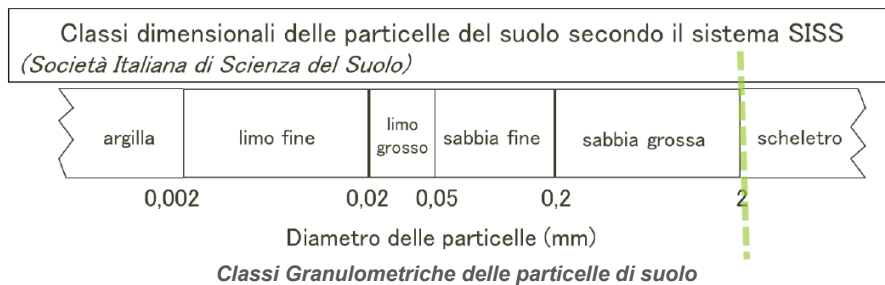 Classi dimensionali delle particelle del suolo secondo il sistema SISS
(Società Italiana di Scienza del Suolo)
argilla
limo fine
limo
grosso
sabbia fine
sabbia grossa
scheletro
0,002
0,02
0,05
0,2
2
Diametro delle particelle (mm)
Classi Granulometriche delle particelle di suolo